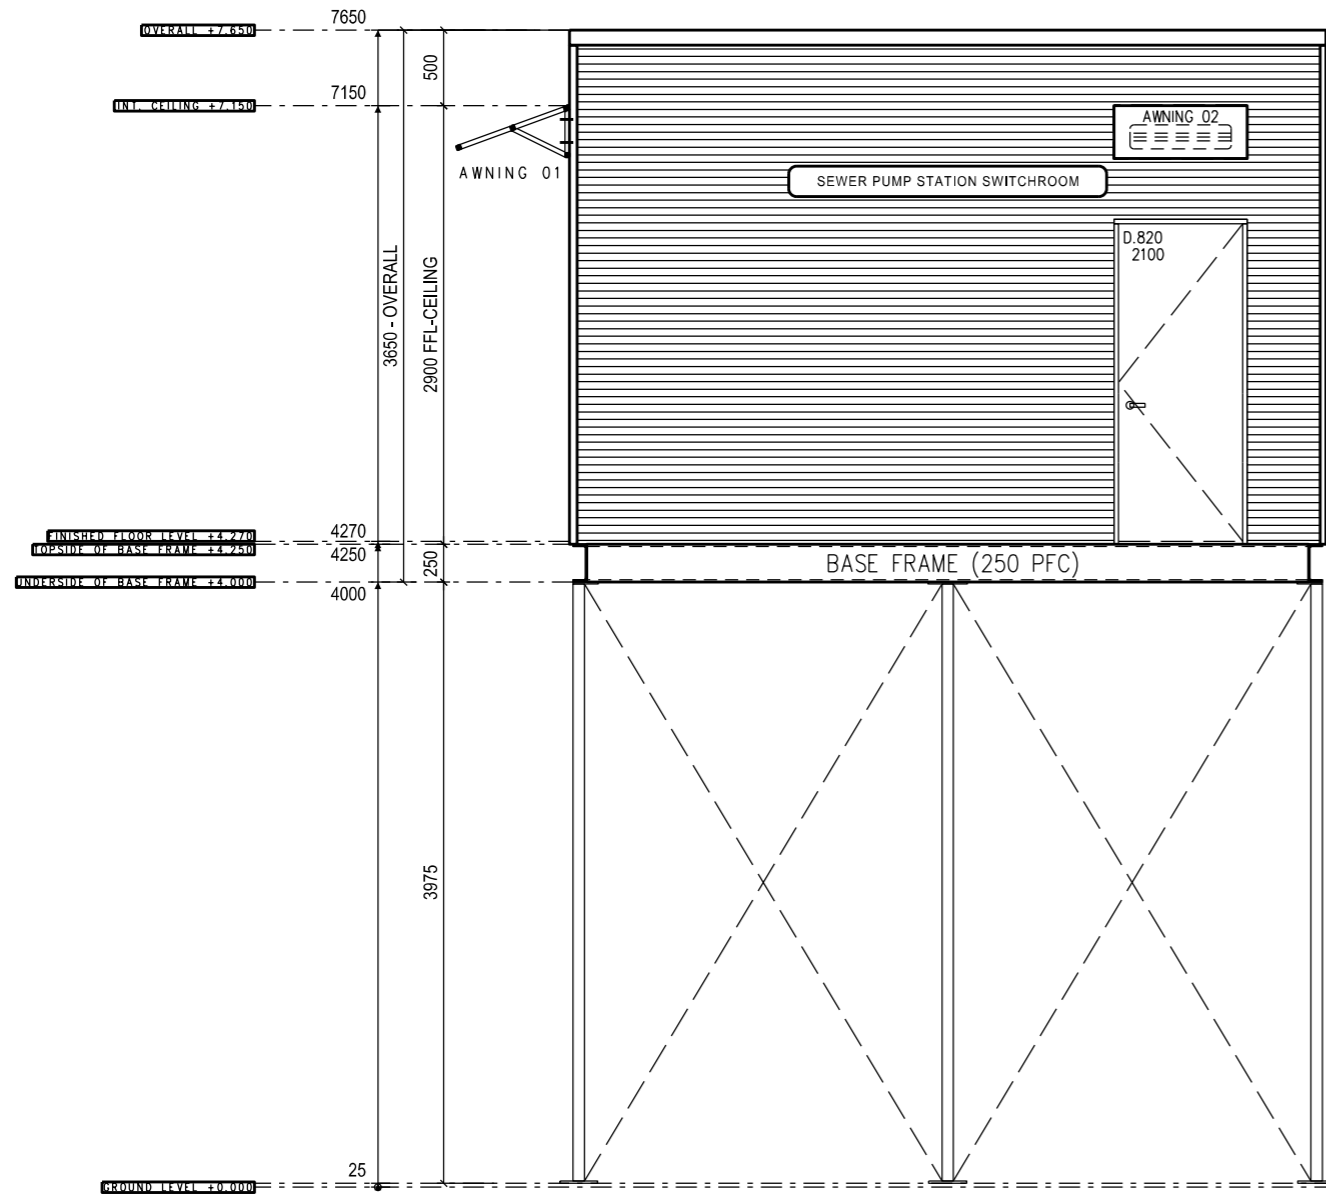 7650
OVERALL +7.650
500
7150
INT. CEILING +7.150
AWNING 01
AWNING 02
SEWER PUMP STATION SWITCHROOM
D.820
2100
3650 - OVERALL
2900 FFL-CEILING
4270
FINISHED FLOOR LEVEL +4.270
TOPSIDE OF BASE FRAME +4.250
4250
250
BASE FRAME (250 PFC)
UNDERSIDE OF BASE FRAME +4.000
4000
3975
25
GROUND LEVEL +0.000